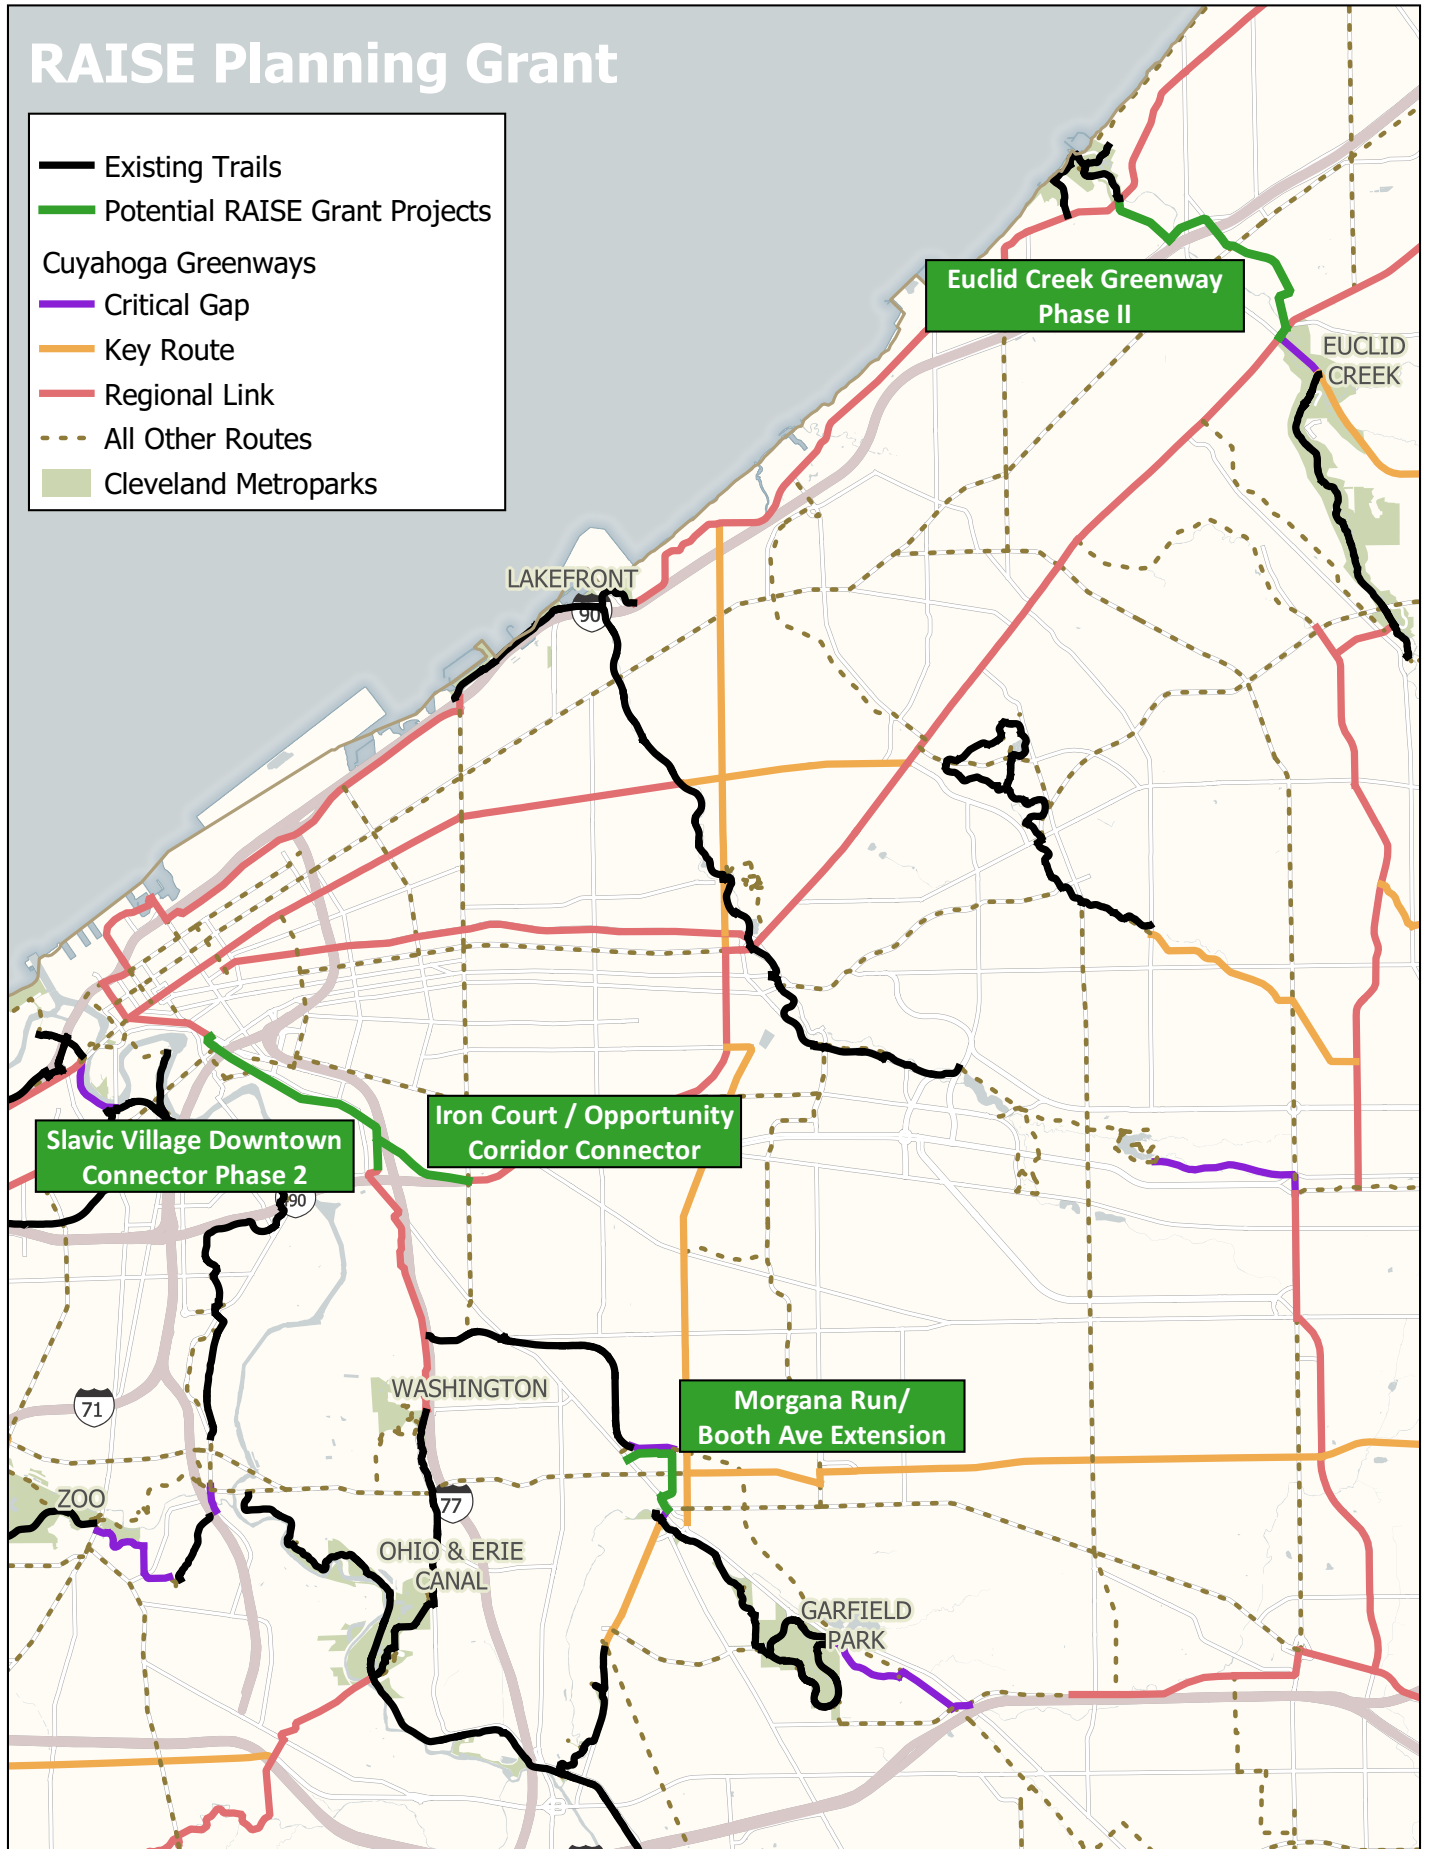 RAISE Planning Grant
Existing Trails
Potential RAISE Grant Projects
Cuyahoga Greenways
Critical Gap
Key Route
Regional Link
All Other Routes
Cleveland Metroparks
Euclid Creek Greenway
Phase II
EUCLID
CREEK
LAKEFRONT
90
Iron Court / Opportunity
Corridor Connector
Slavic Village Downtown
Connector Phase 2
90
WASHINGTON
71
Morgana Run/
Booth Ave Extension
ZOO
77
OHIO & ERIE
CANAL
GARFIELD
PARK